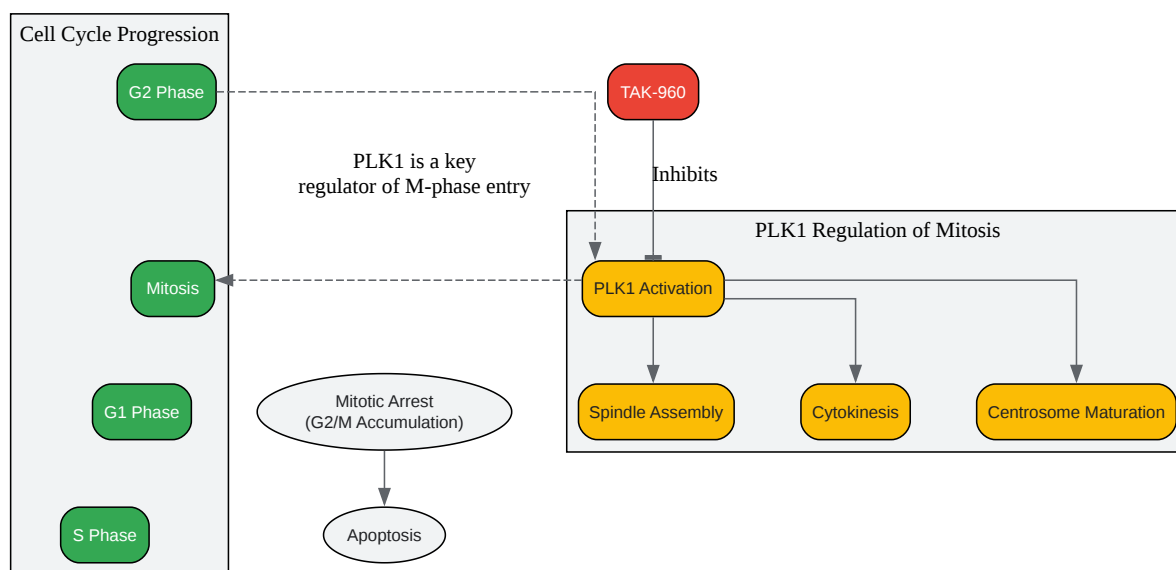 Cell Cycle Progression
G2 Phase
TAK-960
PLK1 is a key
regulator of M-phase entry
Inhibits
PLK1 Regulation of Mitosis
Mitosis
PLK1 Activation
G1 Phase
Mitotic Arrest
(G2/M Accumulation)
Spindle Assembly
Cytokinesis
Centrosome Maturation
S Phase
Apoptosis